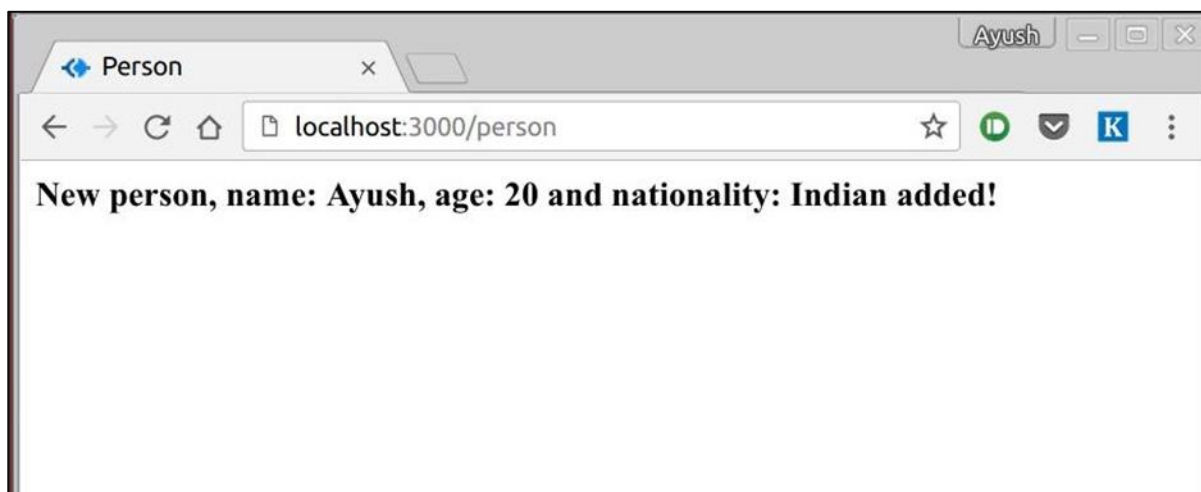 Ayush
Person
localhost:3000/person
K
New person, name: Ayush, age: 20 and nationality: Indian added!